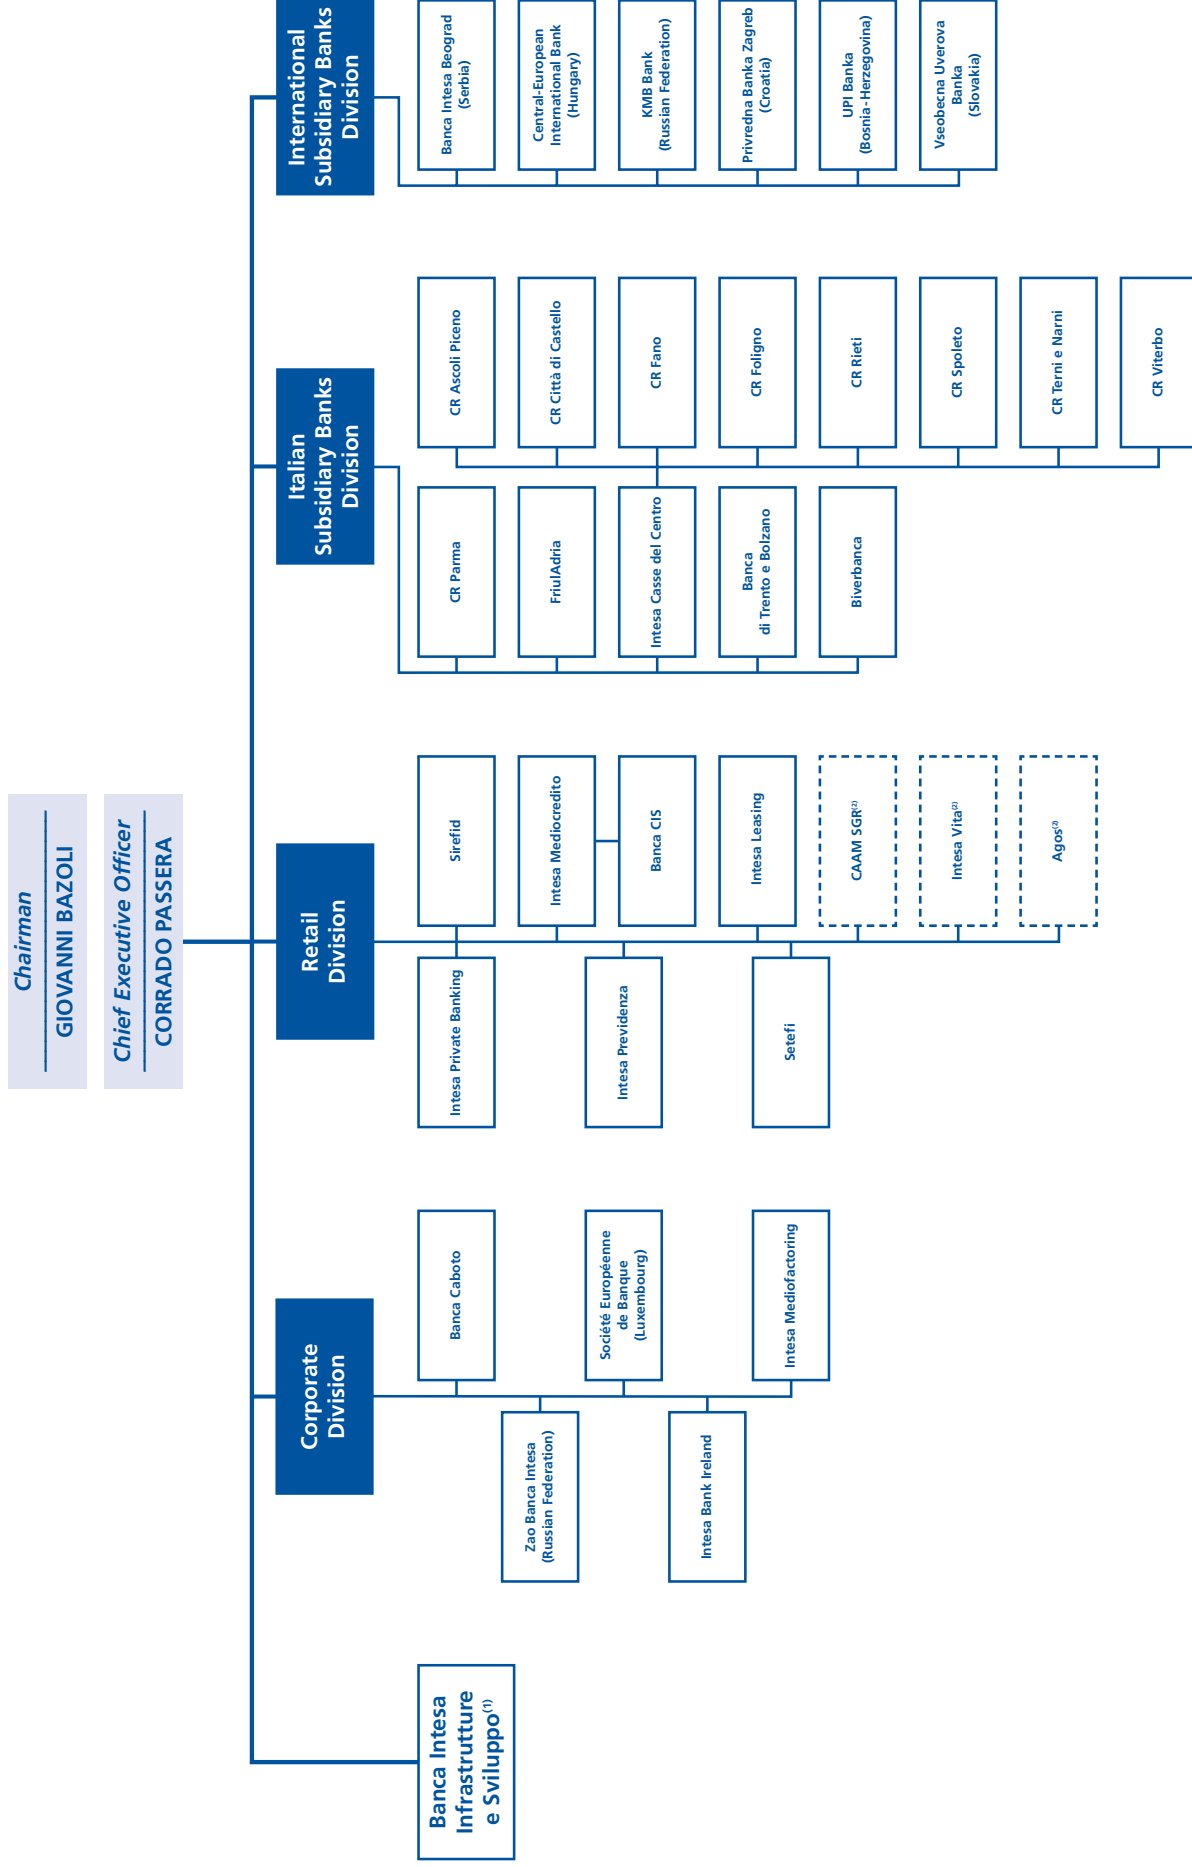 Chairman
GIOVANNI BAZOLI
Chief Executive Officer
CORRADO PASSERA
Banca Intesa
Infrastrutture
e Sviluppo(1)
Corporate
Division
Banca Caboto
Zao Banca Intesa
(Russian Federation)
Société Européenne
de Banque
(Luxembourg)
Intesa Bank Ireland
Intesa Mediofactoring
Retail
Division
Intesa Private Banking
Sirefid
Intesa Mediocredito
Intesa Previdenza
Banca CIS
Intesa Leasing
Setefi
CAAM SGR(2)
Intesa Vita(2)
Agos(2)
Italian
Subsidiary Banks
Division
CR Parma
FriulAdria
Intesa Casse del Centro
Banca
di Trento e Bolzano
Biverbanca
CR Ascoli Piceno
CR Città di Castello
CR Fano
CR Foligno
CR Rieti
CR Spoleto
CR Terni e Narni
CR Viterbo
International
Subsidiary Banks
Division
Banca Intesa Beograd
(Serbia)
Central-European
International Bank
(Hungary)
KMB Bank
(Russian Federation)
Privredna Banka Zagreb
(Croatia)
UPI Banka
(Bosnia-Herzegovina)
Vseobecna Uverova
Banka
(Slovakia)